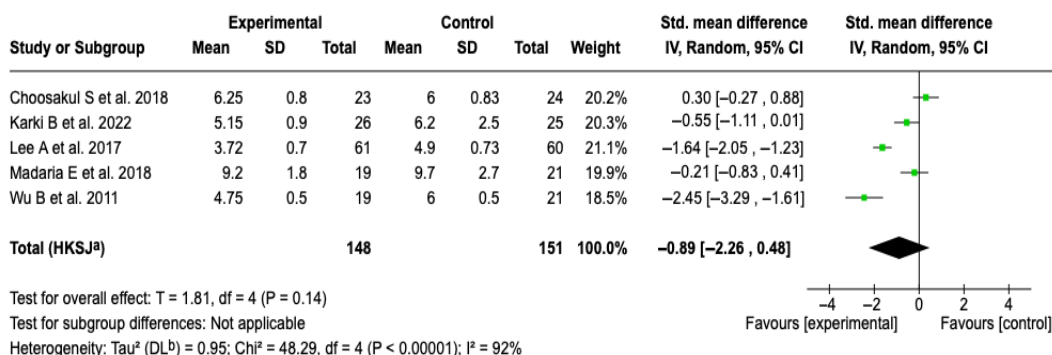 Experimental Control Std. mean difference Std. mean difference
Study or Subgroup Mean SD Total Mean SD Total Weight IV, Random, 95% CI IV, Random, 95% CI
Choosakul S et al. 2018 6.25 0.8 23 6 0.83 24 20.2% 0.30 [−0.27 , 0.88]
Karki B et al. 2022 5.15 0.9 26 6.2 2.5 25 20.3% −0.55 [−1.11 , 0.01]
Lee A et al. 2017 3.72 0.7 61 4.9 0.73 60 21.1% −1.64 [−2.05 , −1.23]
Madaria E et al. 2018 9.2 1.8 19 9.7 2.7 21 19.9% −0.21 [−0.83 , 0.41]
Wu B et al. 2011 4.75 0.5 19 6 0.5 21 18.5% −2.45 [−3.29 , −1.61]
Total (HKSJᵃ) 148 151 100.0% −0.89 [−2.26 , 0.48]
Test for overall effect: T = 1.81, df = 4 (P = 0.14)
−4 −2 0 2 4
Test for subgroup differences: Not applicable
Favours [experimental] Favours [control]
Heterogeneity: Tau² (DLᵇ) = 0.95; Chi² = 48.29, df = 4 (P < 0.00001); I² = 92%